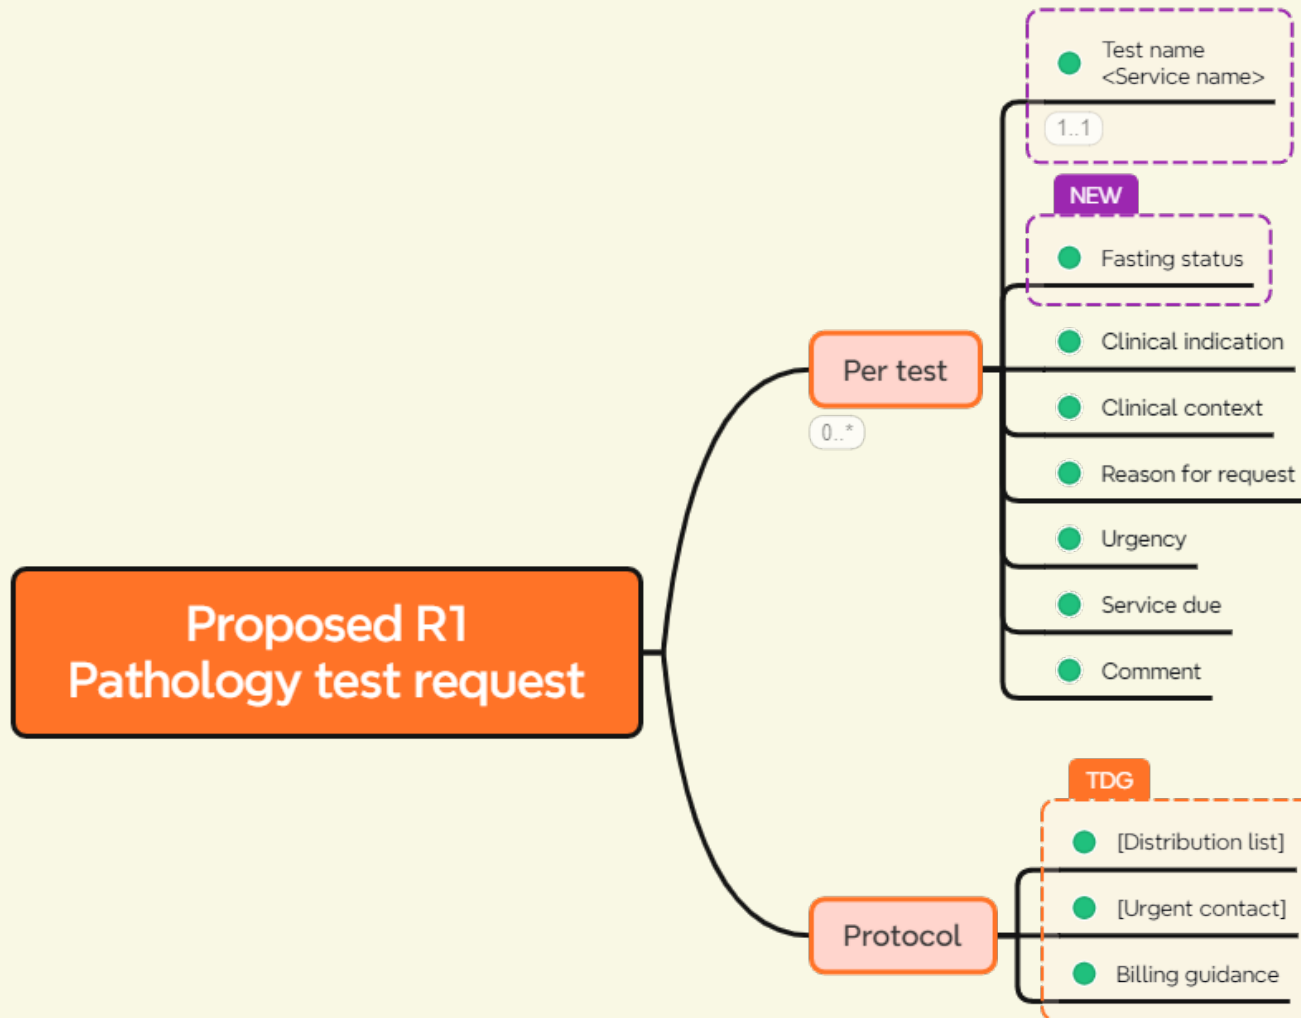 Test name
<Service name>
1..1
NEW
Fasting status
Clinical indication
Per test
0..*
Clinical context
Reason for request
Urgency
Service due
Comment
Proposed R1
Pathology test request
TDG
[Distribution list]
[Urgent contact]
Protocol
Billing guidance